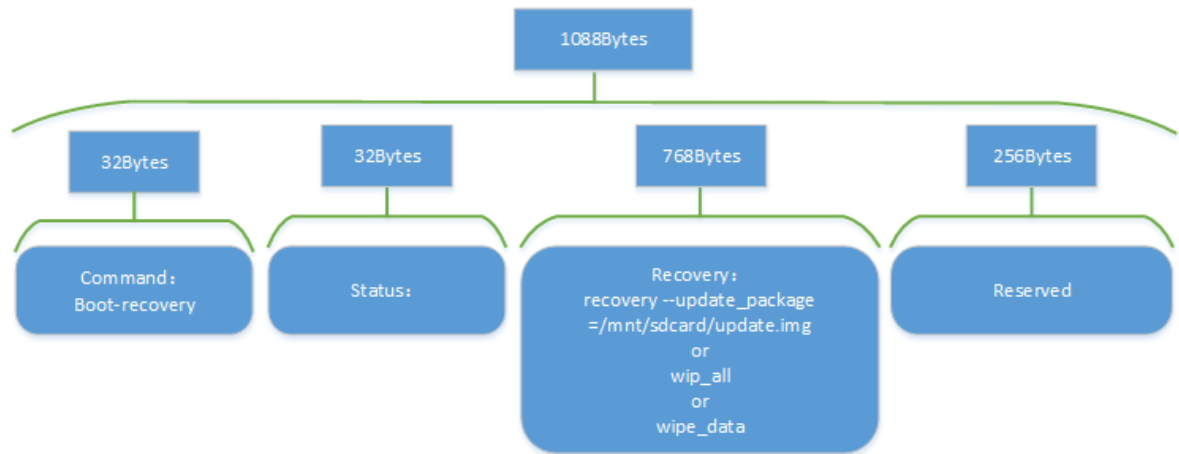 1088Bytes
32Bytes
32Bytes
768Bytes
256Bytes
Command：
Boot-recovery
Status：
Recovery：
recovery --update_package
=/mnt/sdcard/update.img
or
wip_all
or
wipe_data
Reserved